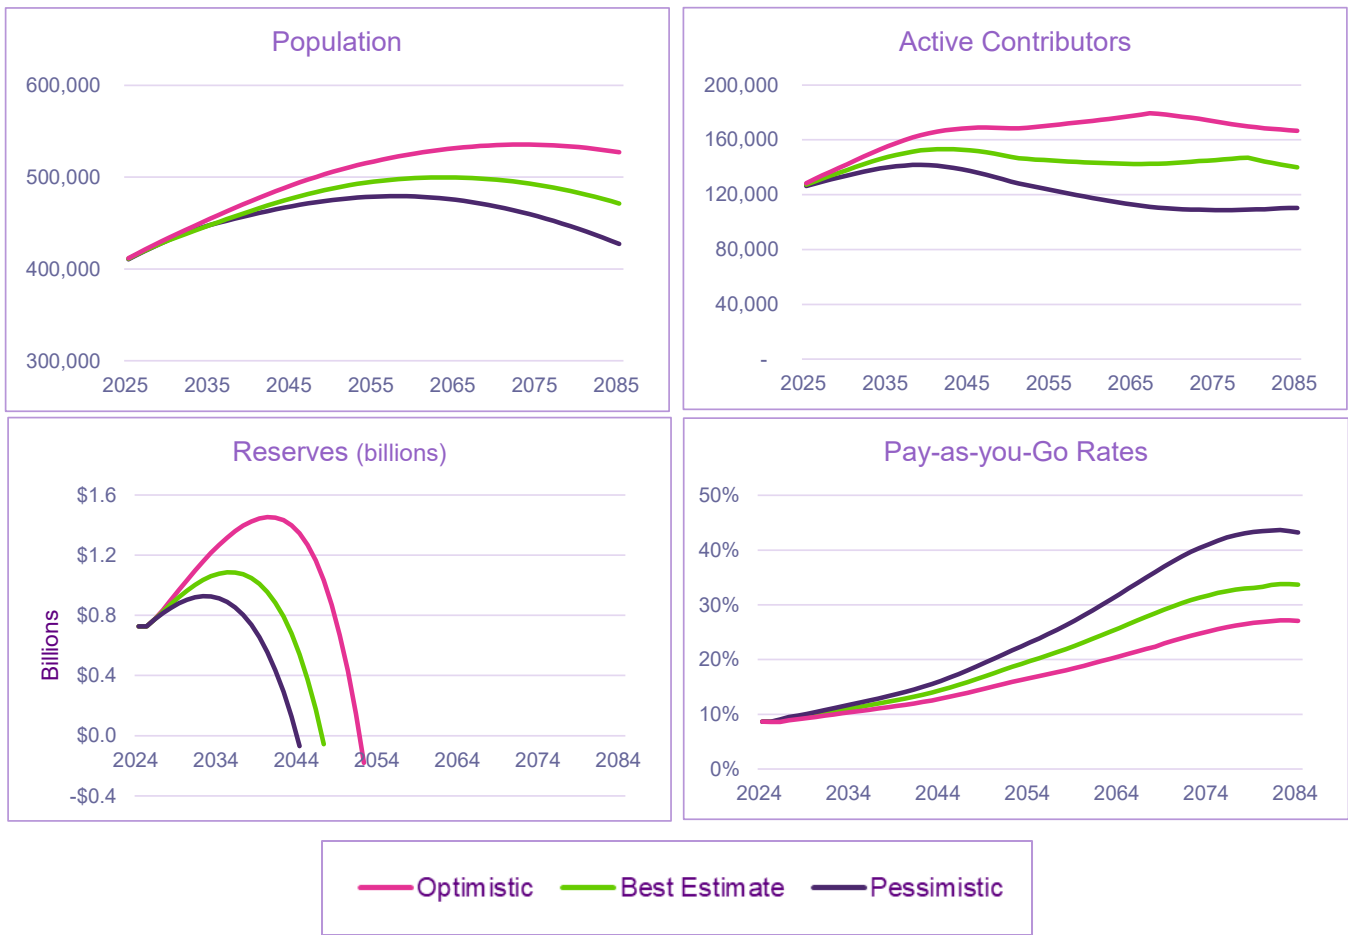 Population
600,000
500,000
400,000
300,000
2025 2035 2045 2055 2065 2075 2085
Active Contributors
200,000
160,000
120,000
80,000
40,000
-
2025 2035 2045 2055 2065 2075 2085
Reserves (billions)
Billions
$1.6
$1.2
$0.8
$0.4
$0.0
-$0.4
2024 2034 2044 2054 2064 2074 2084
Pay-as-you-Go Rates
50%
40%
30%
20%
10%
0%
2024 2034 2044 2054 2064 2074 2084
Optimistic Best Estimate Pessimistic